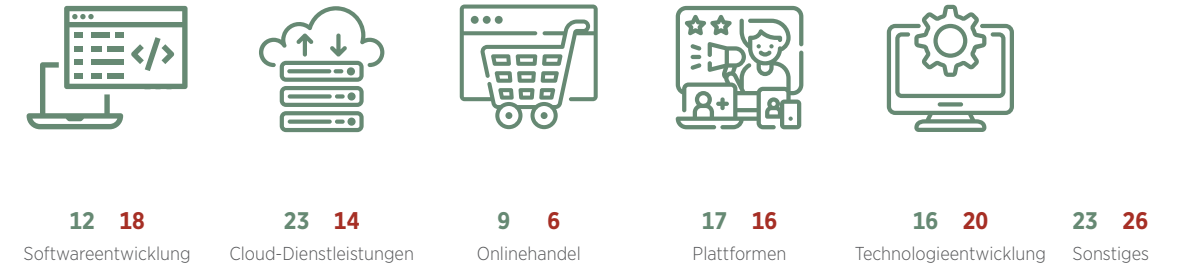 </>
12 18 23 14 9 6 17 16 16 20 23 26
Softwareentwicklung Cloud-Dienstleistungen Onlinehandel Plattformen Technologieentwicklung Sonstiges